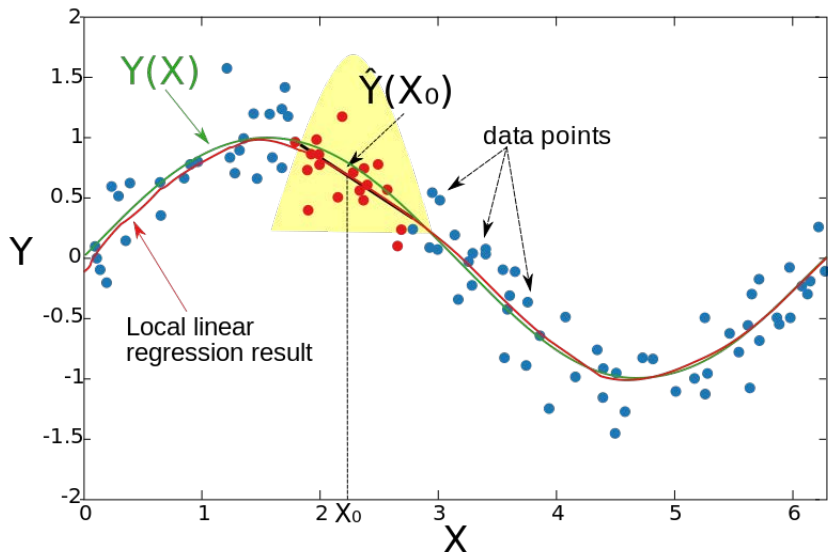 2
1.5
1
0.5
0
-0.5
-1
-1.5
-2
Y
Y(X)
Ŷ(X₀)
data points
Local linear
regression result
0 1 2 X₀ 3 4 5 6
X